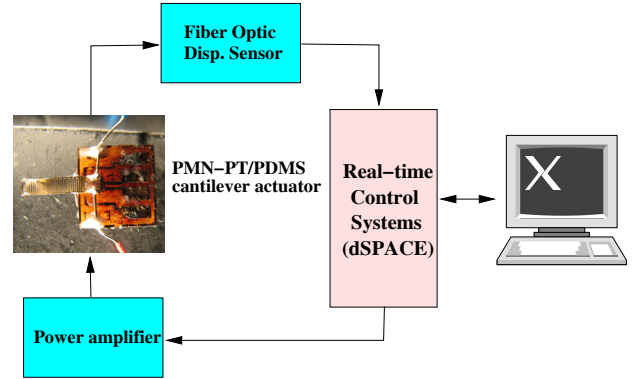 Fiber Optic
Disp. Sensor
PMN−PT/PDMS
cantilever actuator
Real−time
Control
Systems
(dSPACE)
X
Power amplifier